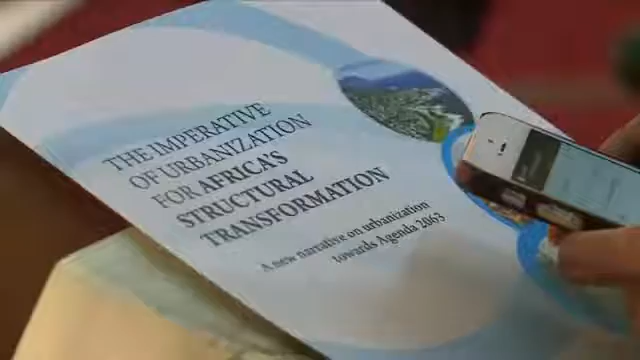 THE IMPERATIVE
OF URBANIZATION
FOR AFRICA'S
STRUCTURAL
TRANSFORMATION
A new narrative on urbanization
towards Agenda 2063